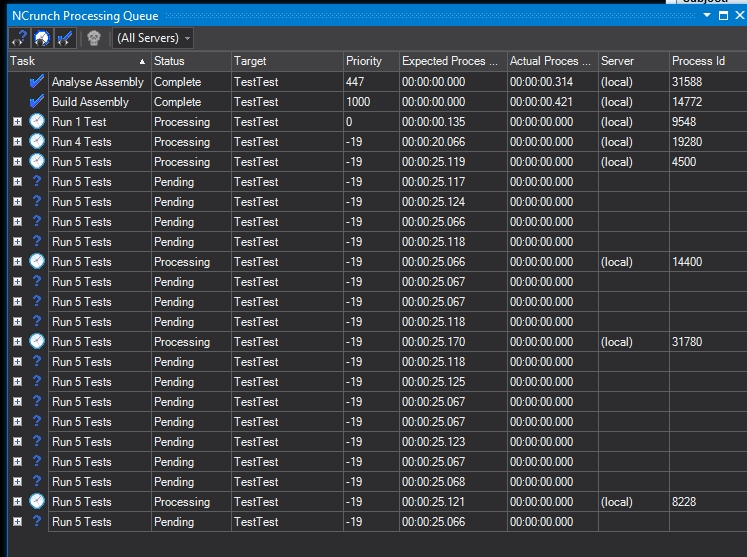 NCrunch Processing Queue
(All Servers)
Task Status Target Priority Expected Proces ... Actual Proces ... Server Process Id
Analyse Assembly Complete TestTest 447 00:00:00.000 00:00:00.314 (local) 31588
Build Assembly Complete TestTest 1000 00:00:00.000 00:00:00.421 (local) 14772
Run 1 Test Processing TestTest 0 00:00:00.135 00:00:00.000 (local) 9548
Run 4 Tests Processing TestTest -19 00:00:20.066 00:00:00.000 (local) 19280
Run 5 Tests Processing TestTest -19 00:00:25.119 00:00:00.000 (local) 4500
Run 5 Tests Pending TestTest -19 00:00:25.117 00:00:00.000
Run 5 Tests Pending TestTest -19 00:00:25.124 00:00:00.000
Run 5 Tests Pending TestTest -19 00:00:25.066 00:00:00.000
Run 5 Tests Pending TestTest -19 00:00:25.118 00:00:00.000
Run 5 Tests Processing TestTest -19 00:00:25.066 00:00:00.000 (local) 14400
Run 5 Tests Pending TestTest -19 00:00:25.067 00:00:00.000
Run 5 Tests Pending TestTest -19 00:00:25.067 00:00:00.000
Run 5 Tests Pending TestTest -19 00:00:25.118 00:00:00.000
Run 5 Tests Processing TestTest -19 00:00:25.170 00:00:00.000 (local) 31780
Run 5 Tests Pending TestTest -19 00:00:25.118 00:00:00.000
Run 5 Tests Pending TestTest -19 00:00:25.125 00:00:00.000
Run 5 Tests Pending TestTest -19 00:00:25.067 00:00:00.000
Run 5 Tests Pending TestTest -19 00:00:25.067 00:00:00.000
Run 5 Tests Pending TestTest -19 00:00:25.123 00:00:00.000
Run 5 Tests Pending TestTest -19 00:00:25.067 00:00:00.000
Run 5 Tests Pending TestTest -19 00:00:25.068 00:00:00.000
Run 5 Tests Processing TestTest -19 00:00:25.121 00:00:00.000 (local) 8228
Run 5 Tests Pending TestTest -19 00:00:25.066 00:00:00.000